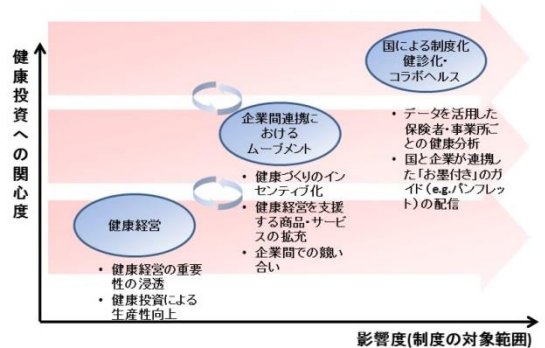 健康投資への関心度
国による制度化
健診化・
コラボヘルス
• データを活用した
保険者・事業所ご
との健康分析
• 国と企業が連携し
た「お墨付き」のガ
イド(e.g.パンフレッ
ト)の配信
企業間連携に
おける
ムーブメント
• 健康づくりのイン
センティブ化
• 健康経営を支援
する商品・サービ
スの拡充
• 企業間での競い
合い
健康経営
• 健康経営の重要
性の浸透
• 健康投資による
生産性向上
影響度(制度の対象範囲)